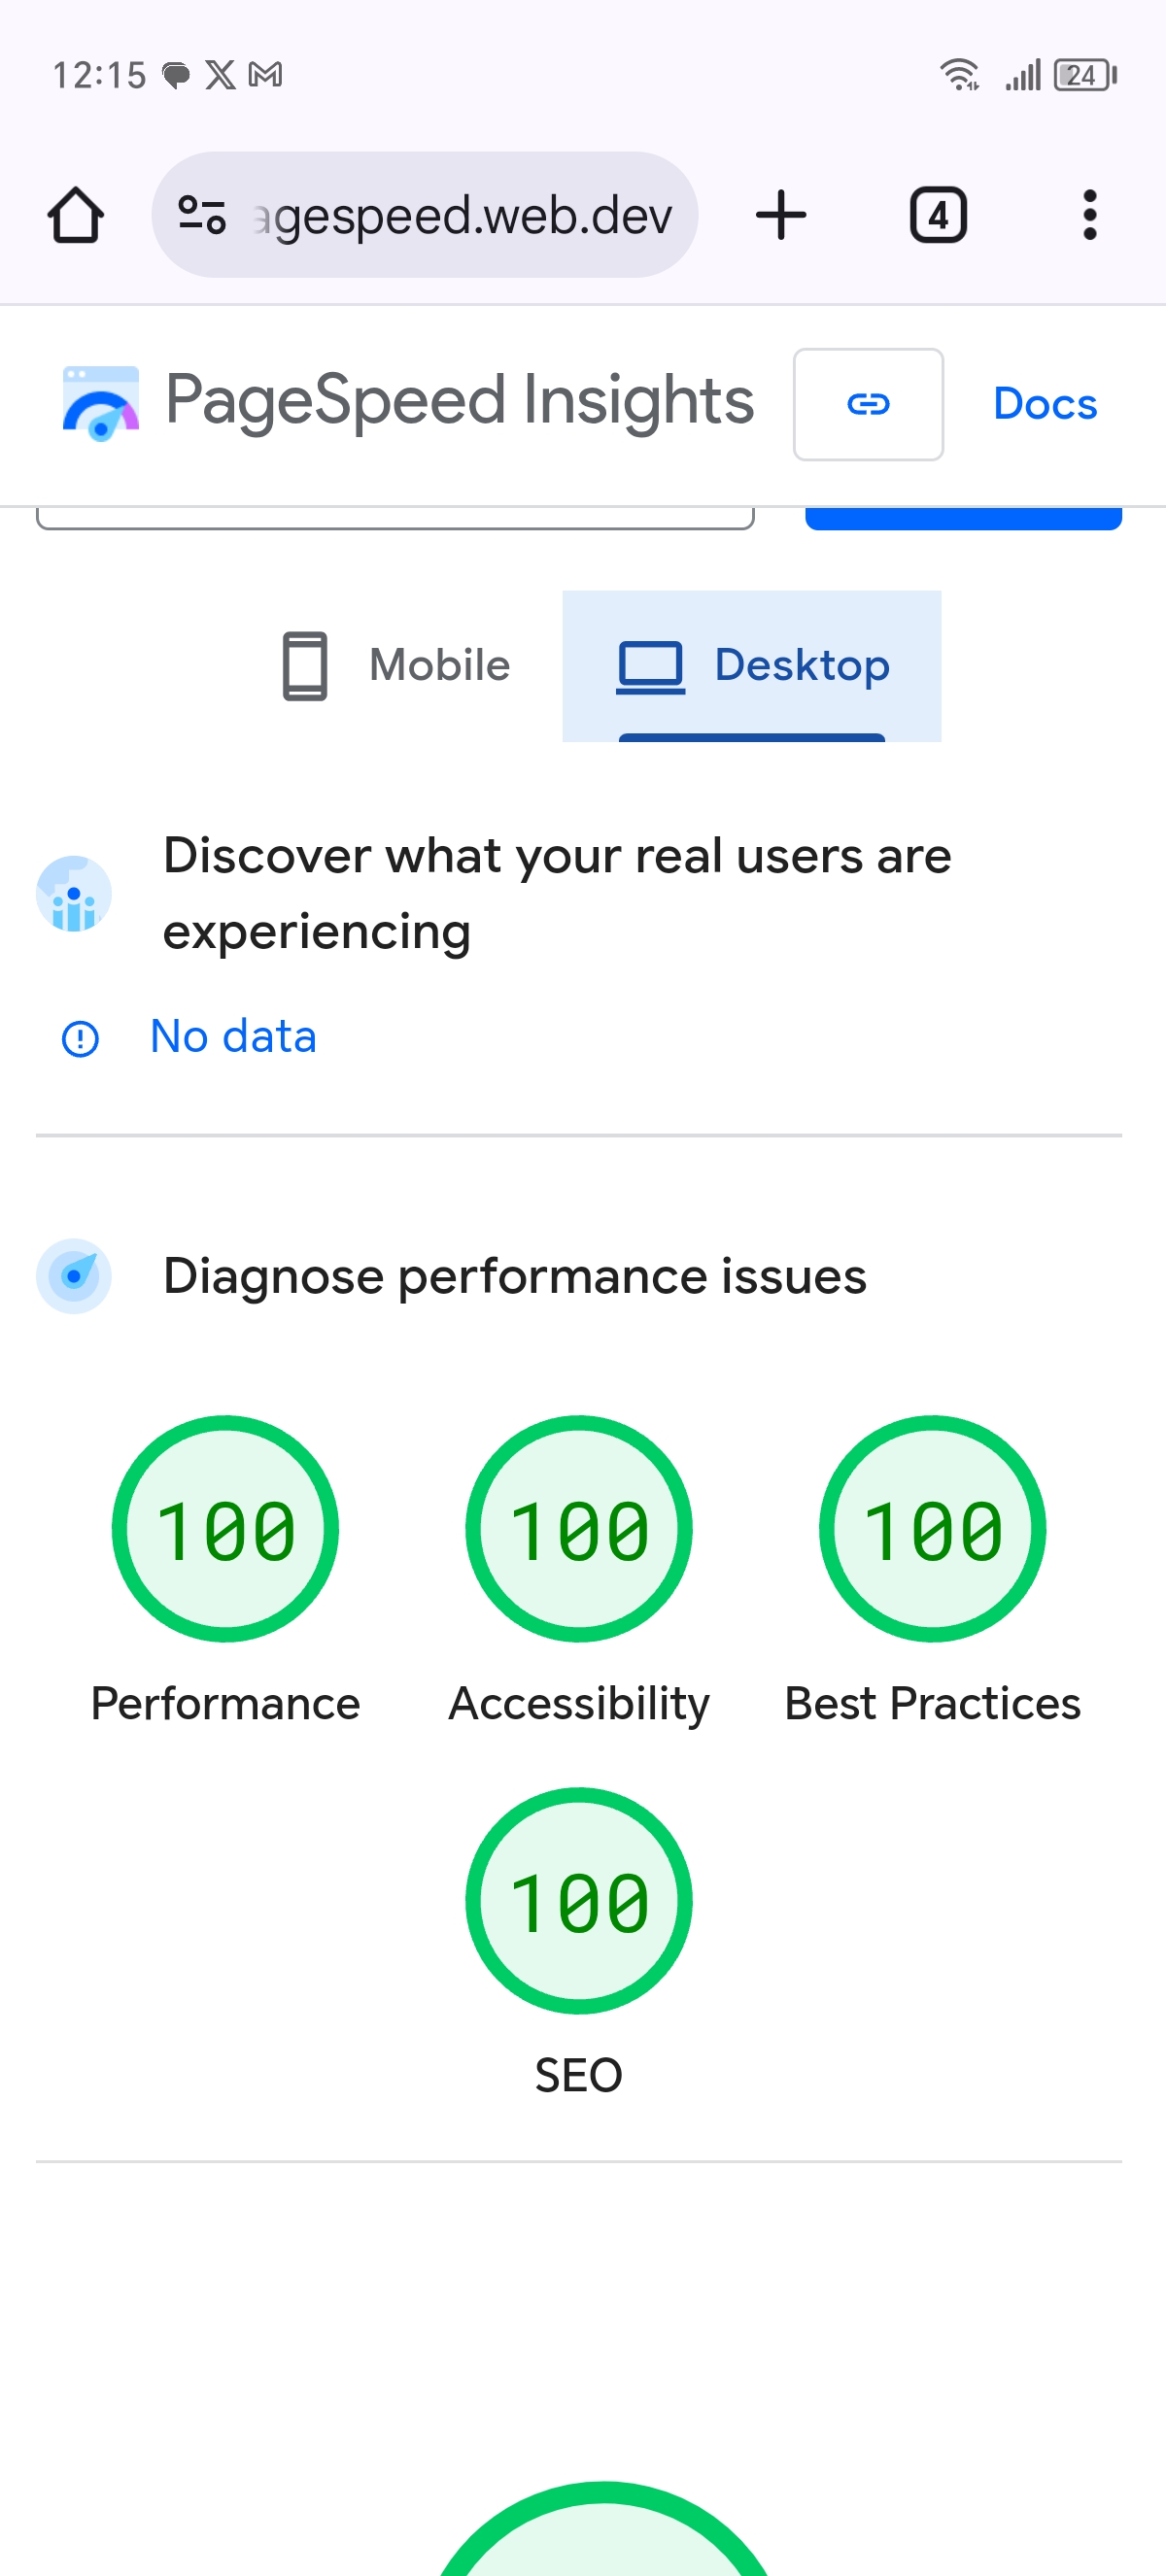 12:15
24
agespeed.web.dev
4
PageSpeed Insights
Docs
Mobile
Desktop
Discover what your real users are
experiencing
No data
Diagnose performance issues
100
100
100
Performance
Accessibility
Best Practices
100
SEO